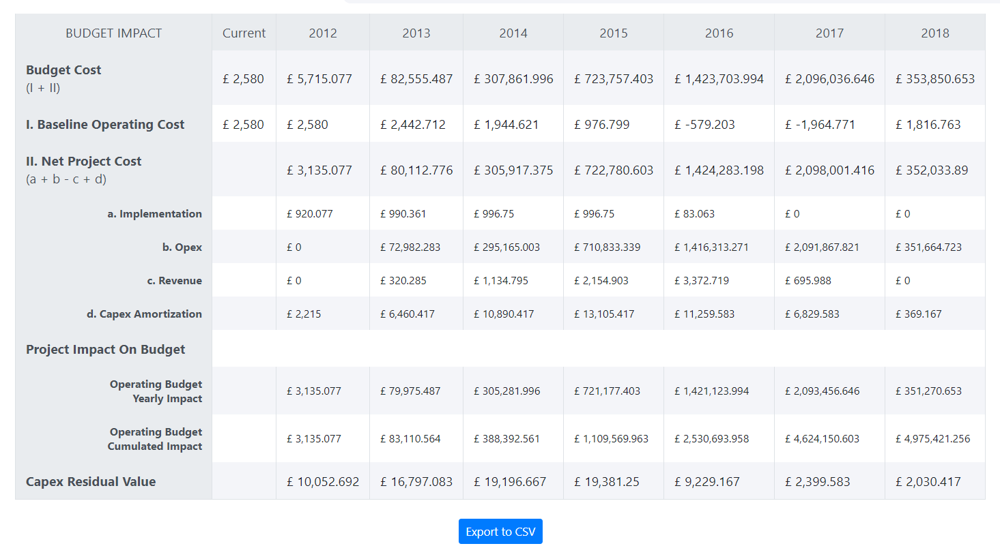 BUDGET IMPACT Current 2012 2013 2014 2015 2016 2017 2018
Budget Cost
(I + II) £ 2,580 £ 5,715.077 £ 82,555.487 £ 307,861.996 £ 723,757.403 £ 1,423,703.994 £ 2,096,036.646 £ 353,850.653
I. Baseline Operating Cost £ 2,580 £ 2,580 £ 2,442.712 £ 1,944.621 £ 976.799 £ -579.203 £ -1,964.771 £ 1,816.763
II. Net Project Cost
(a + b - c + d) £ 3,135.077 £ 80,112.776 £ 305,917.375 £ 722,780.603 £ 1,424,283.198 £ 2,098,001.416 £ 352,033.89
a. Implementation £ 920.077 £ 990.361 £ 996.75 £ 996.75 £ 83.063 £ 0 £ 0
b. Opex £ 0 £ 72,982.283 £ 295,165.003 £ 710,833.339 £ 1,416,313.271 £ 2,091,867.821 £ 351,664.723
c. Revenue £ 0 £ 320.285 £ 1,134.795 £ 2,154.903 £ 3,372.719 £ 695.988 £ 0
d. Capex Amortization £ 2,215 £ 6,460.417 £ 10,890.417 £ 13,105.417 £ 11,259.583 £ 6,829.583 £ 369.167
Project Impact On Budget
Operating Budget
Yearly Impact £ 3,135.077 £ 79,975.487 £ 305,281.996 £ 721,177.403 £ 1,421,123.994 £ 2,093,456.646 £ 351,270.653
Operating Budget
Cumulated Impact £ 3,135.077 £ 83,110.564 £ 388,392.561 £ 1,109,569.963 £ 2,530,693.958 £ 4,624,150.603 £ 4,975,421.256
Capex Residual Value £ 10,052.692 £ 16,797.083 £ 19,196.667 £ 19,381.25 £ 9,229.167 £ 2,399.583 £ 2,030.417
Export to CSV